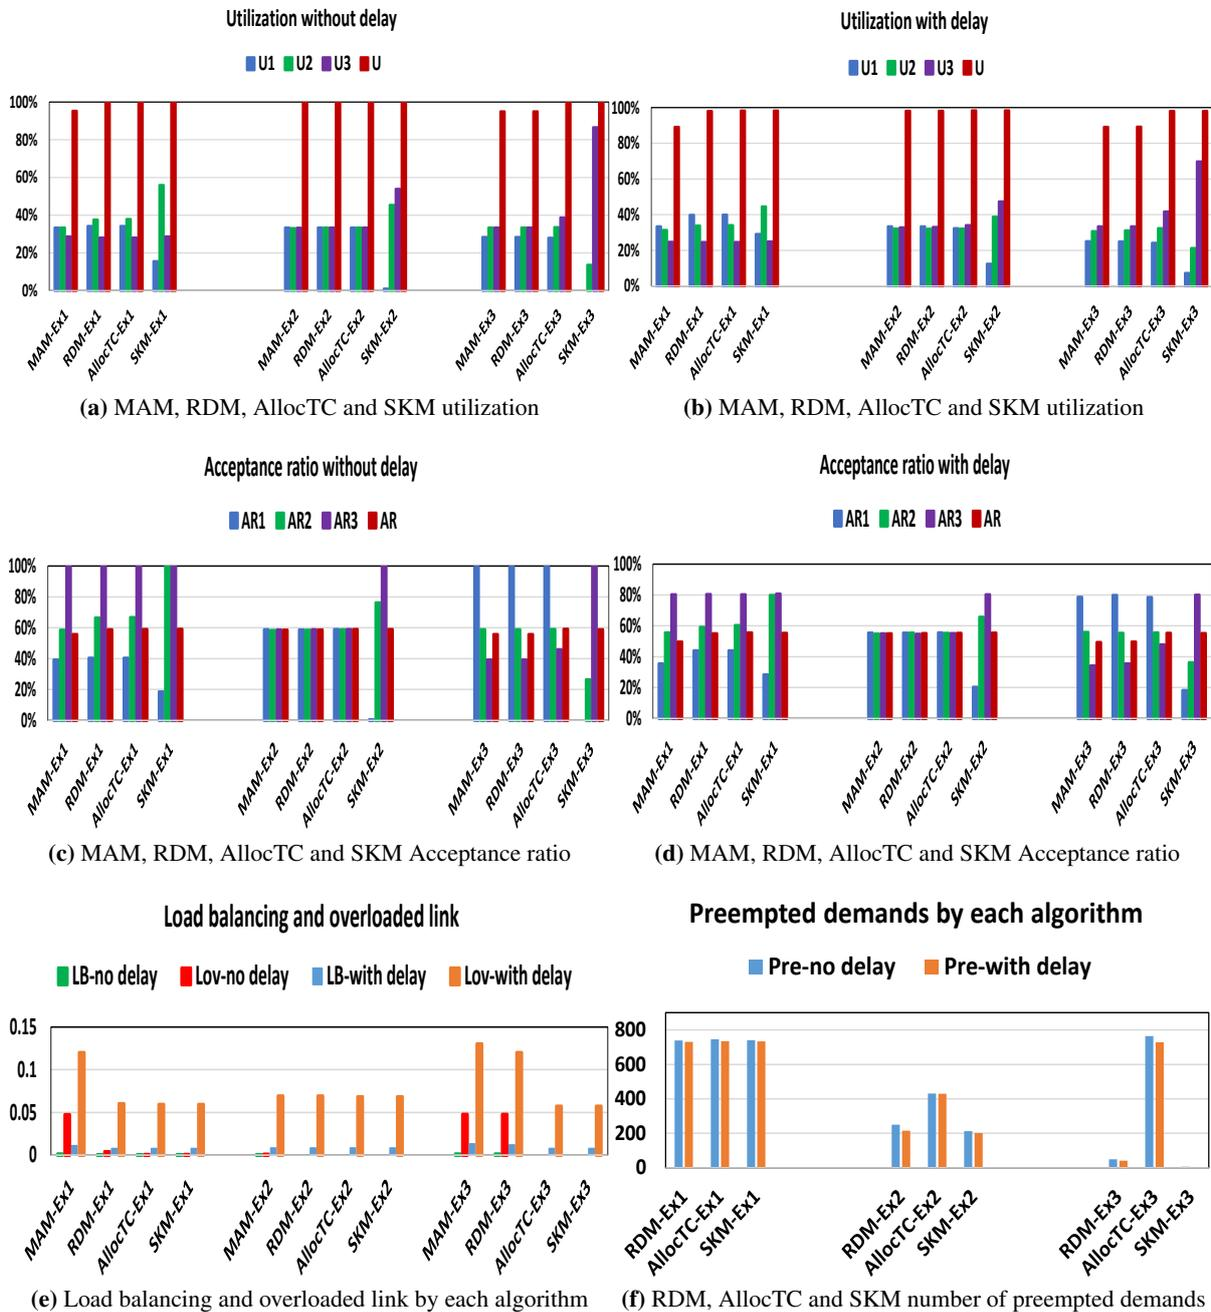 Utilization without delay
U1 U2 U3 U
100%
80%
60%
40%
20%
0%
MAM-Ex1 RDM-Ex1 AllocTC-Ex1 SKM-Ex1 MAM-Ex2 RDM-Ex2 AllocTC-Ex2 SKM-Ex2 MAM-Ex3 RDM-Ex3 AllocTC-Ex3 SKM-Ex3
(a) MAM, RDM, AllocTC and SKM utilization
Utilization with delay
U1 U2 U3 U
100%
80%
60%
40%
20%
0%
MAM-Ex1 RDM-Ex1 AllocTC-Ex1 SKM-Ex1 MAM-Ex2 RDM-Ex2 AllocTC-Ex2 SKM-Ex2 MAM-Ex3 RDM-Ex3 AllocTC-Ex3 SKM-Ex3
(b) MAM, RDM, AllocTC and SKM utilization
Acceptance ratio without delay
AR1 AR2 AR3 AR
100%
80%
60%
40%
20%
0%
MAM-Ex1 RDM-Ex1 AllocTC-Ex1 SKM-Ex1 MAM-Ex2 RDM-Ex2 AllocTC-Ex2 SKM-Ex2 MAM-Ex3 RDM-Ex3 AllocTC-Ex3 SKM-Ex3
(c) MAM, RDM, AllocTC and SKM Acceptance ratio
Acceptance ratio with delay
AR1 AR2 AR3 AR
100%
80%
60%
40%
20%
0%
MAM-Ex1 RDM-Ex1 AllocTC-Ex1 SKM-Ex1 MAM-Ex2 RDM-Ex2 AllocTC-Ex2 SKM-Ex2 MAM-Ex3 RDM-Ex3 AllocTC-Ex3 SKM-Ex3
(d) MAM, RDM, AllocTC and SKM Acceptance ratio
Load balancing and overloaded link
LB-no delay Lov-no delay LB-with delay Lov-with delay
0.15
0.1
0.05
0
MAM-Ex1 RDM-Ex1 AllocTC-Ex1 SKM-Ex1 MAM-Ex2 RDM-Ex2 AllocTC-Ex2 SKM-Ex2 MAM-Ex3 RDM-Ex3 AllocTC-Ex3 SKM-Ex3
(e) Load balancing and overloaded link by each algorithm
Preempted demands by each algorithm
Pre-no delay Pre-with delay
800
600
400
200
0
RDM-Ex1 AllocTC-Ex1 SKM-Ex1 RDM-Ex2 AllocTC-Ex2 SKM-Ex2 RDM-Ex3 AllocTC-Ex3 SKM-Ex3
(f) RDM, AllocTC and SKM number of preempted demands